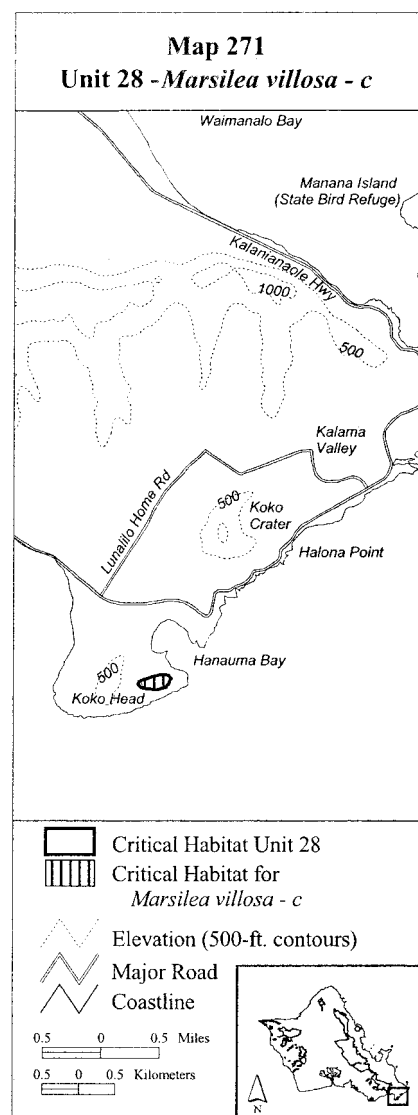 Map 271
Unit 28 - Marsilea villosa - c
Waimanalo Bay
Manana Island
(State Bird Refuge)
Kalanianaole Hwy
1000
500
Kalama
Valley
Lunalilo Home Rd
500
Koko
Crater
Halona Point
Hanauma Bay
500
Koko Head
Critical Habitat Unit 28
Critical Habitat for
Marsilea villosa - c
Elevation (500-ft. contours)
Major Road
Coastline
0.5 0 0.5 Miles
0.5 0 0.5 Kilometers
N